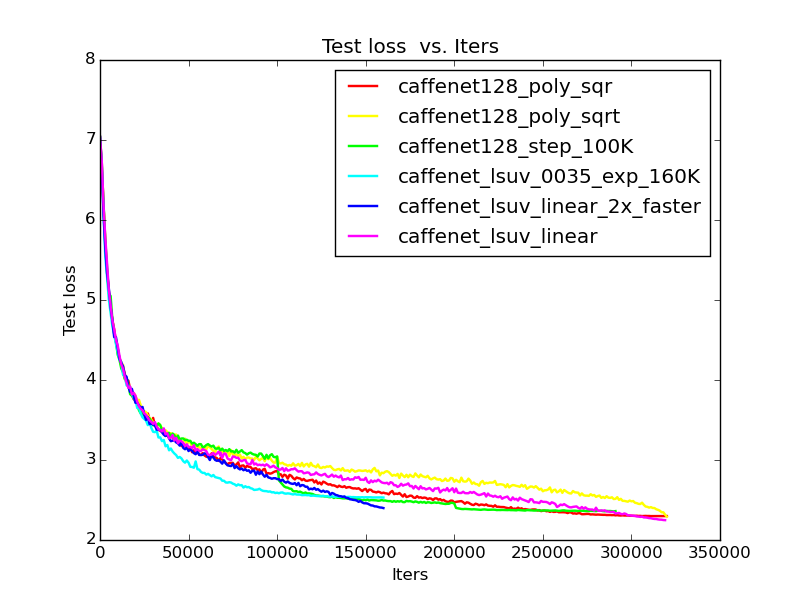 Test loss  vs. Iters
8
7
6
5
4
3
2
Test loss
caffenet128_poly_sqr
caffenet128_poly_sqrt
caffenet128_step_100K
caffenet_lsuv_0035_exp_160K
caffenet_lsuv_linear_2x_faster
caffenet_lsuv_linear
0 50000 100000 150000 200000 250000 300000 350000
Iters